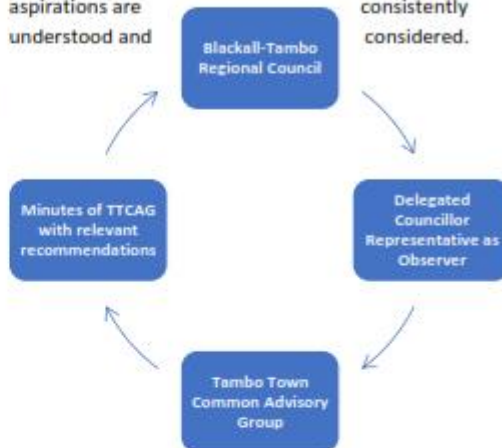 aspirations are consistently
understood and considered.
Blackall-Tambo
Regional Council
Delegated
Councillor
Representative as
Observer
Tambo Town
Common Advisory
Group
Minutes of TTCAG
with relevant
recommendations